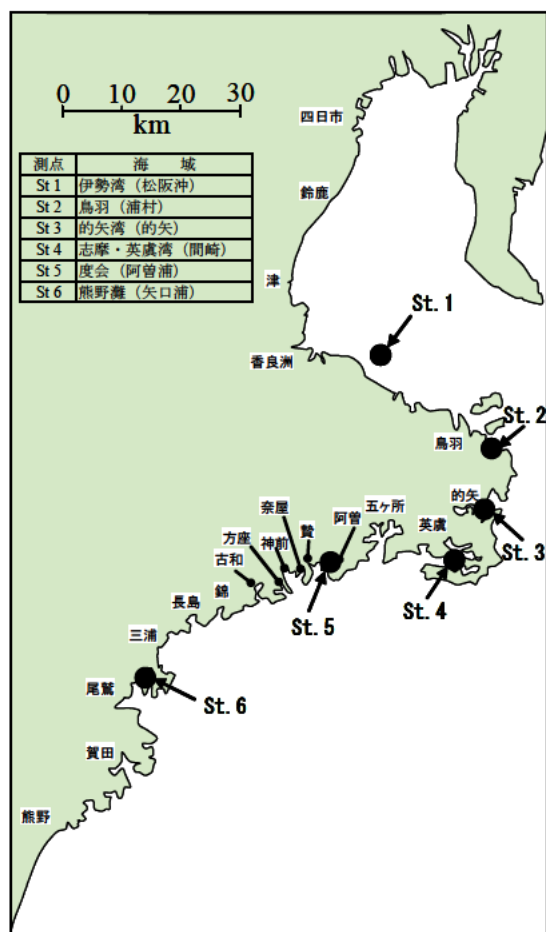 0 10 20 30
km
四日市
測点 海 域
St 1 伊勢湾（松阪沖）
St 2 鳥羽（浦村）
St 3 的矢湾（的矢）
St 4 志摩・英虞湾（間崎）
St 5 度会（阿曽浦）
St 6 熊野灘（矢口浦）
鈴鹿
津
St. 1
香良洲
St. 2
鳥羽
的矢
奈屋
五ヶ所
阿曽
英虞
贄
神前
方座
St. 3
古和
錦
St. 4
長島
St. 5
三浦
尾鷲
St. 6
賀田
熊野